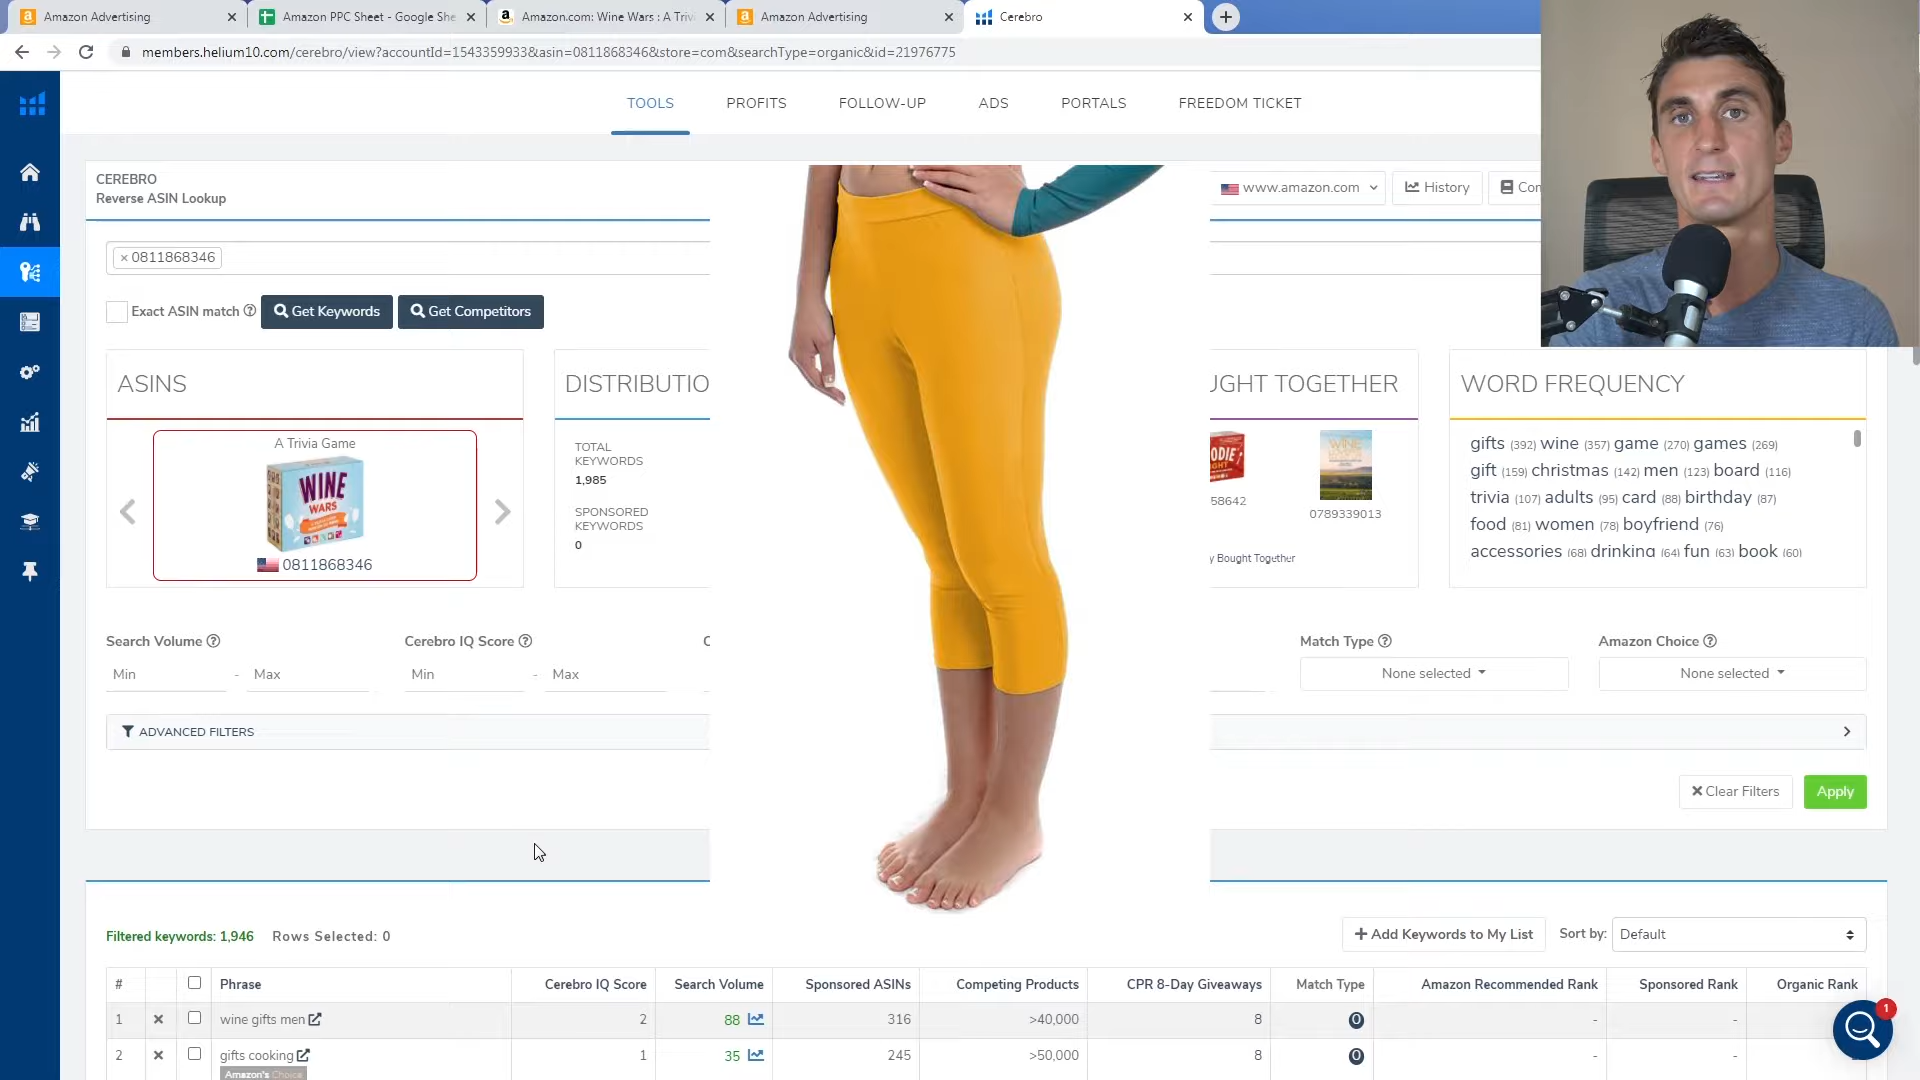 Amazon Advertising
Amazon PPC Sheet - Google She
Amazon.com: Wine Wars : A Trivi
Amazon Advertising
Cerebro
members.helium10.com/cerebro/view?accountId=1543359933&asin=0811868346&store=com&searchType=organic&id=21976775
TOOLS PROFITS FOLLOW-UP ADS PORTALS FREEDOM TICKET
CEREBRO
Reverse ASIN Lookup
www.amazon.com History Con
× 0811868346
Exact ASIN match Get Keywords Get Competitors
ASINS
A Trivia Game
WINE
WARS
0811868346
DISTRIBUTIO
TOTAL
KEYWORDS
1,985
SPONSORED
KEYWORDS
0
UGHT TOGETHER
ODIE
GHT
WINE
58642
0789339013
y Bought Together
WORD FREQUENCY
gifts (392) wine (357) game (270) games (269)
gift (159) christmas (142) men (123) board (116)
trivia (107) adults (95) card (88) birthday (87)
food (81) women (78) boyfriend (76)
accessories (68) drinking (64) fun (63) book (60)
Search Volume Cerebro IQ Score C Match Type Amazon Choice
Min - Max Min - Max None selected None selected
ADVANCED FILTERS
Clear Filters Apply
Filtered keywords: 1,946 Rows Selected: 0
+ Add Keywords to My List Sort by: Default
# Phrase Cerebro IQ Score Search Volume Sponsored ASINs Competing Products CPR 8-Day Giveaways Match Type Amazon Recommended Rank Sponsored Rank Organic Rank
1 wine gifts men 2 88 316 >40,000 8 O - -
2 gifts cooking 1 35 245 >50,000 8 O - - -
Amazon's Choice
1